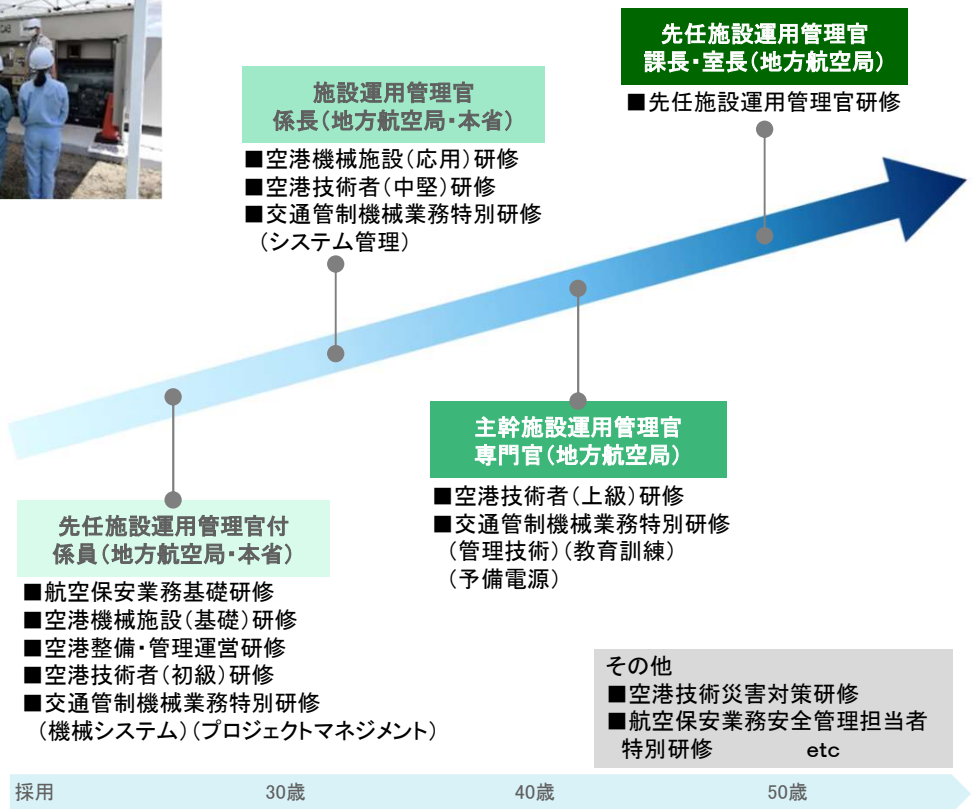 先任施設運用管理官
課長・室長(地方航空局)
■先任施設運用管理官研修
施設運用管理官
係長(地方航空局・本省)
■空港機械施設(応用)研修
■空港技術者(中堅)研修
■交通管制機械業務特別研修
(システム管理)
主幹施設運用管理官
専門官(地方航空局)
■空港技術者(上級)研修
■交通管制機械業務特別研修
(管理技術)(教育訓練)
(予備電源)
先任施設運用管理官付
係員(地方航空局・本省)
■航空保安業務基礎研修
■空港機械施設(基礎)研修
■空港整備・管理運営研修
■空港技術者(初級)研修
■交通管制機械業務特別研修
(機械システム)(プロジェクトマネジメント)
その他
■空港技術災害対策研修
■航空保安業務安全管理担当者
特別研修 etc
採用 30歳 40歳 50歳